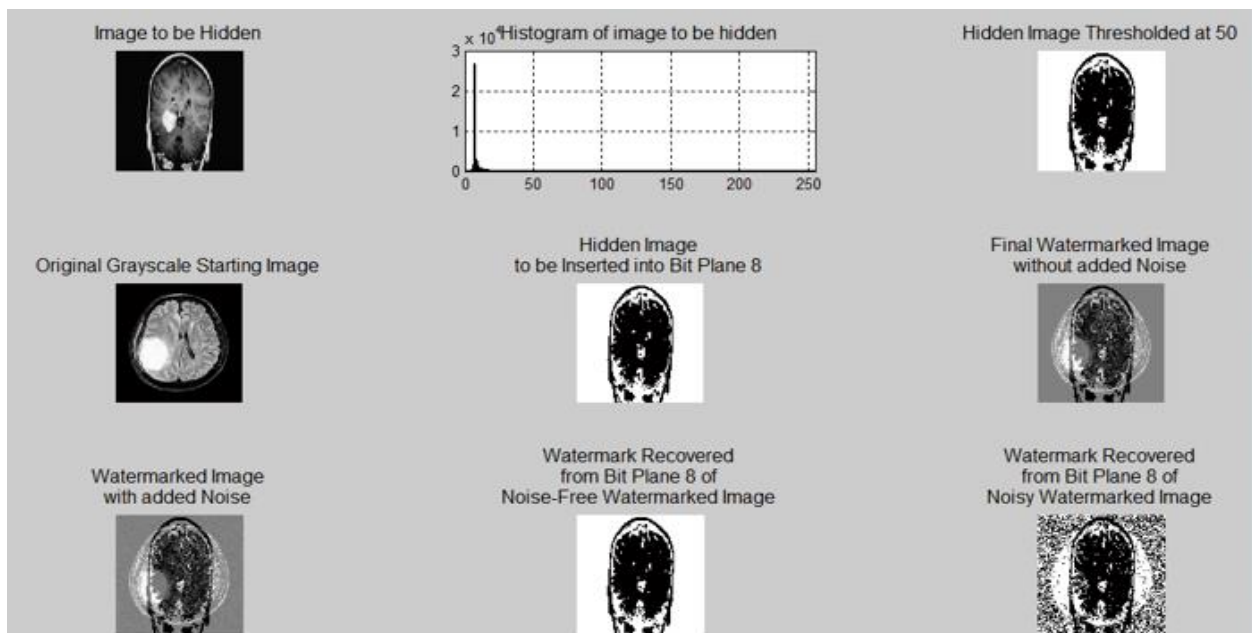 Image to be Hidden
x 10⁴
Histogram of image to be hidden
3
2
1
0
0 50 100 150 200 250
Hidden Image Thresholded at 50
Original Grayscale Starting Image
Hidden Image
to be Inserted into Bit Plane 8
Final Watermarked Image
without added Noise
Watermarked Image
with added Noise
Watermark Recovered
from Bit Plane 8 of
Noise-Free Watermarked Image
Watermark Recovered
from Bit Plane 8 of
Noisy Watermarked Image